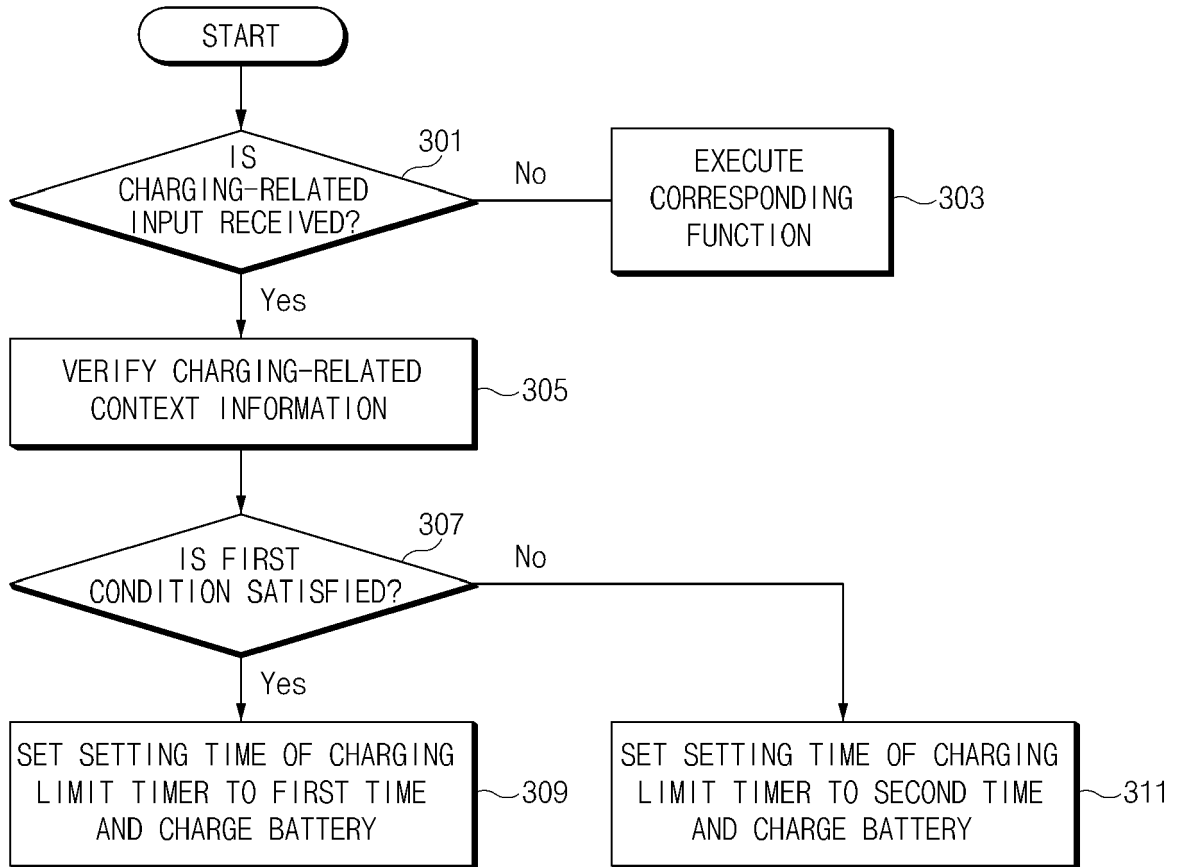 START
301
IS
CHARGING-RELATED
INPUT RECEIVED?
No
EXECUTE
CORRESPONDING
FUNCTION
303
Yes
VERIFY CHARGING-RELATED
CONTEXT INFORMATION
305
307
IS FIRST
CONDITION SATISFIED?
No
Yes
SET SETTING TIME OF CHARGING
LIMIT TIMER TO FIRST TIME
AND CHARGE BATTERY
309
SET SETTING TIME OF CHARGING
LIMIT TIMER TO SECOND TIME
AND CHARGE BATTERY
311